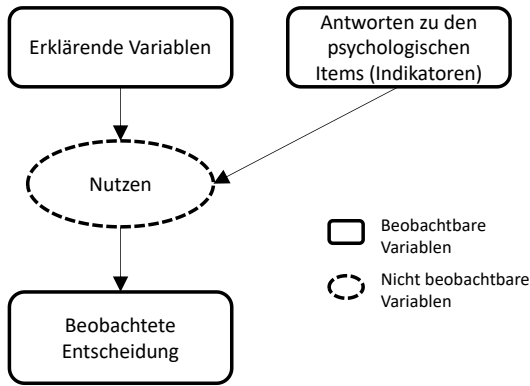 Erklärende Variablen
Antworten zu den
psychologischen
Items (Indikatoren)
Nutzen
Beobachtbare
Variablen
Nicht beobachtbare
Variablen
Beobachtete
Entscheidung